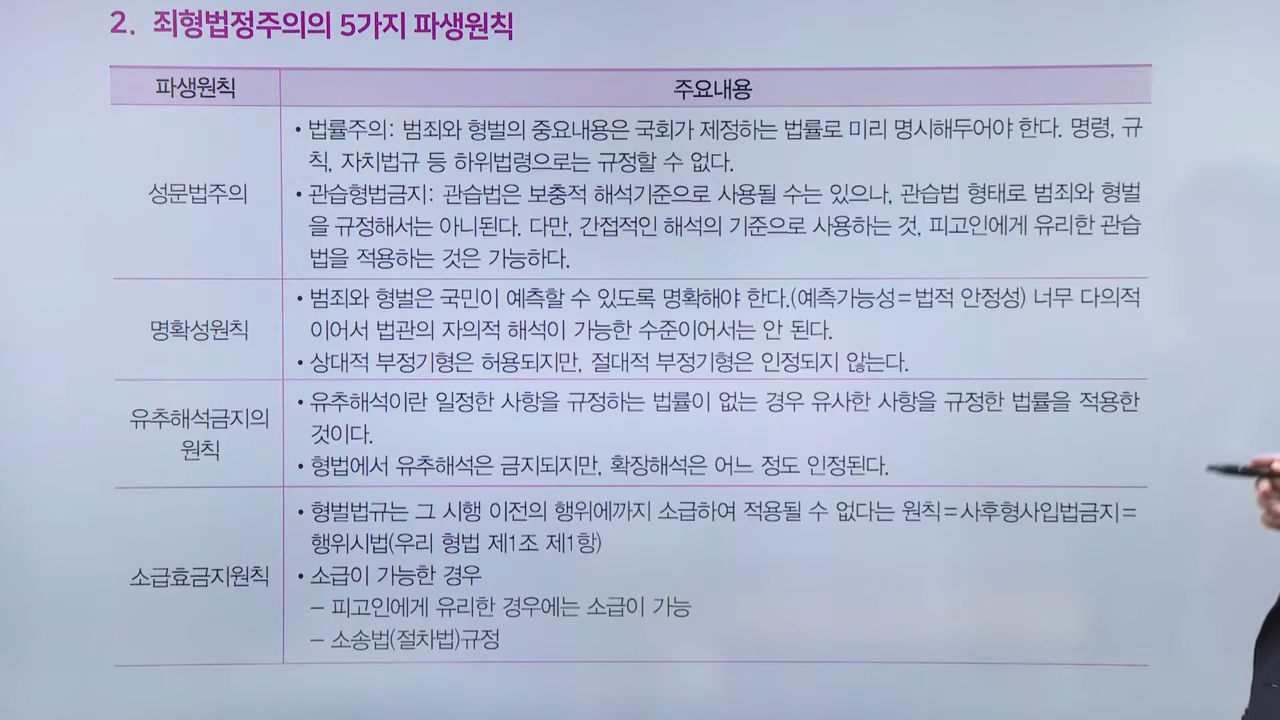 2. 죄형법정주의의 5가지 파생원칙
파생원칙
주요내용
성문법주의
• 법률주의: 범죄와 형벌의 중요내용은 국회가 제정하는 법률로 미리 명시해두어야 한다. 명령, 규
칙, 자치법규 등 하위법령으로는 규정할 수 없다.
• 관습형법금지: 관습법은 보충적 해석기준으로 사용될 수는 있으나, 관습법 형태로 범죄와 형벌
을 규정해서는 아니된다. 다만, 간접적인 해석의 기준으로 사용하는 것, 피고인에게 유리한 관습
법을 적용하는 것은 가능하다.
명확성원칙
• 범죄와 형벌은 국민이 예측할 수 있도록 명확해야 한다.(예측가능성=법적 안정성) 너무 다의적
이어서 법관의 자의적 해석이 가능한 수준이어서는 안 된다.
• 상대적 부정기형은 허용되지만, 절대적 부정기형은 인정되지 않는다.
유추해석금지의
원칙
• 유추해석이란 일정한 사항을 규정하는 법률이 없는 경우 유사한 사항을 규정한 법률을 적용한
것이다.
• 형법에서 유추해석은 금지되지만, 확장해석은 어느 정도 인정된다.
소급효금지원칙
• 형벌법규는 그 시행 이전의 행위에까지 소급하여 적용될 수 없다는 원칙=사후형사입법금지=
행위시법(우리 형법 제1조 제1항)
• 소급이 가능한 경우
– 피고인에게 유리한 경우에는 소급이 가능
– 소송법(절차법)규정